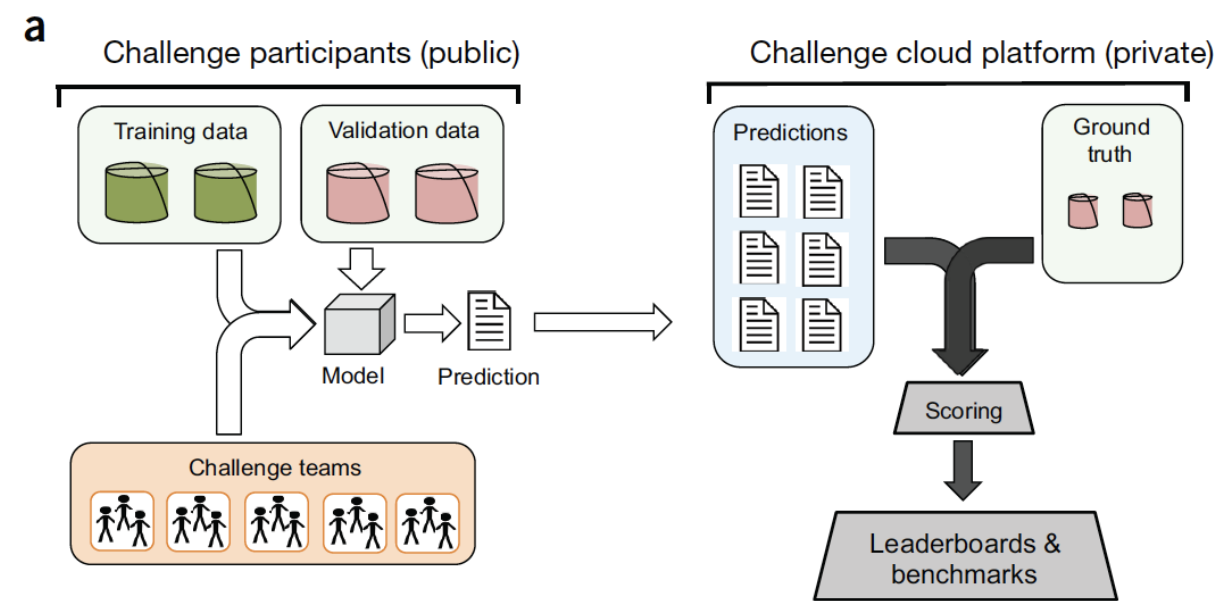 a
Challenge participants (public)
Challenge cloud platform (private)
Training data
Validation data
Predictions
Ground
truth
Model
Prediction
Scoring
Challenge teams
Leaderboards &
benchmarks